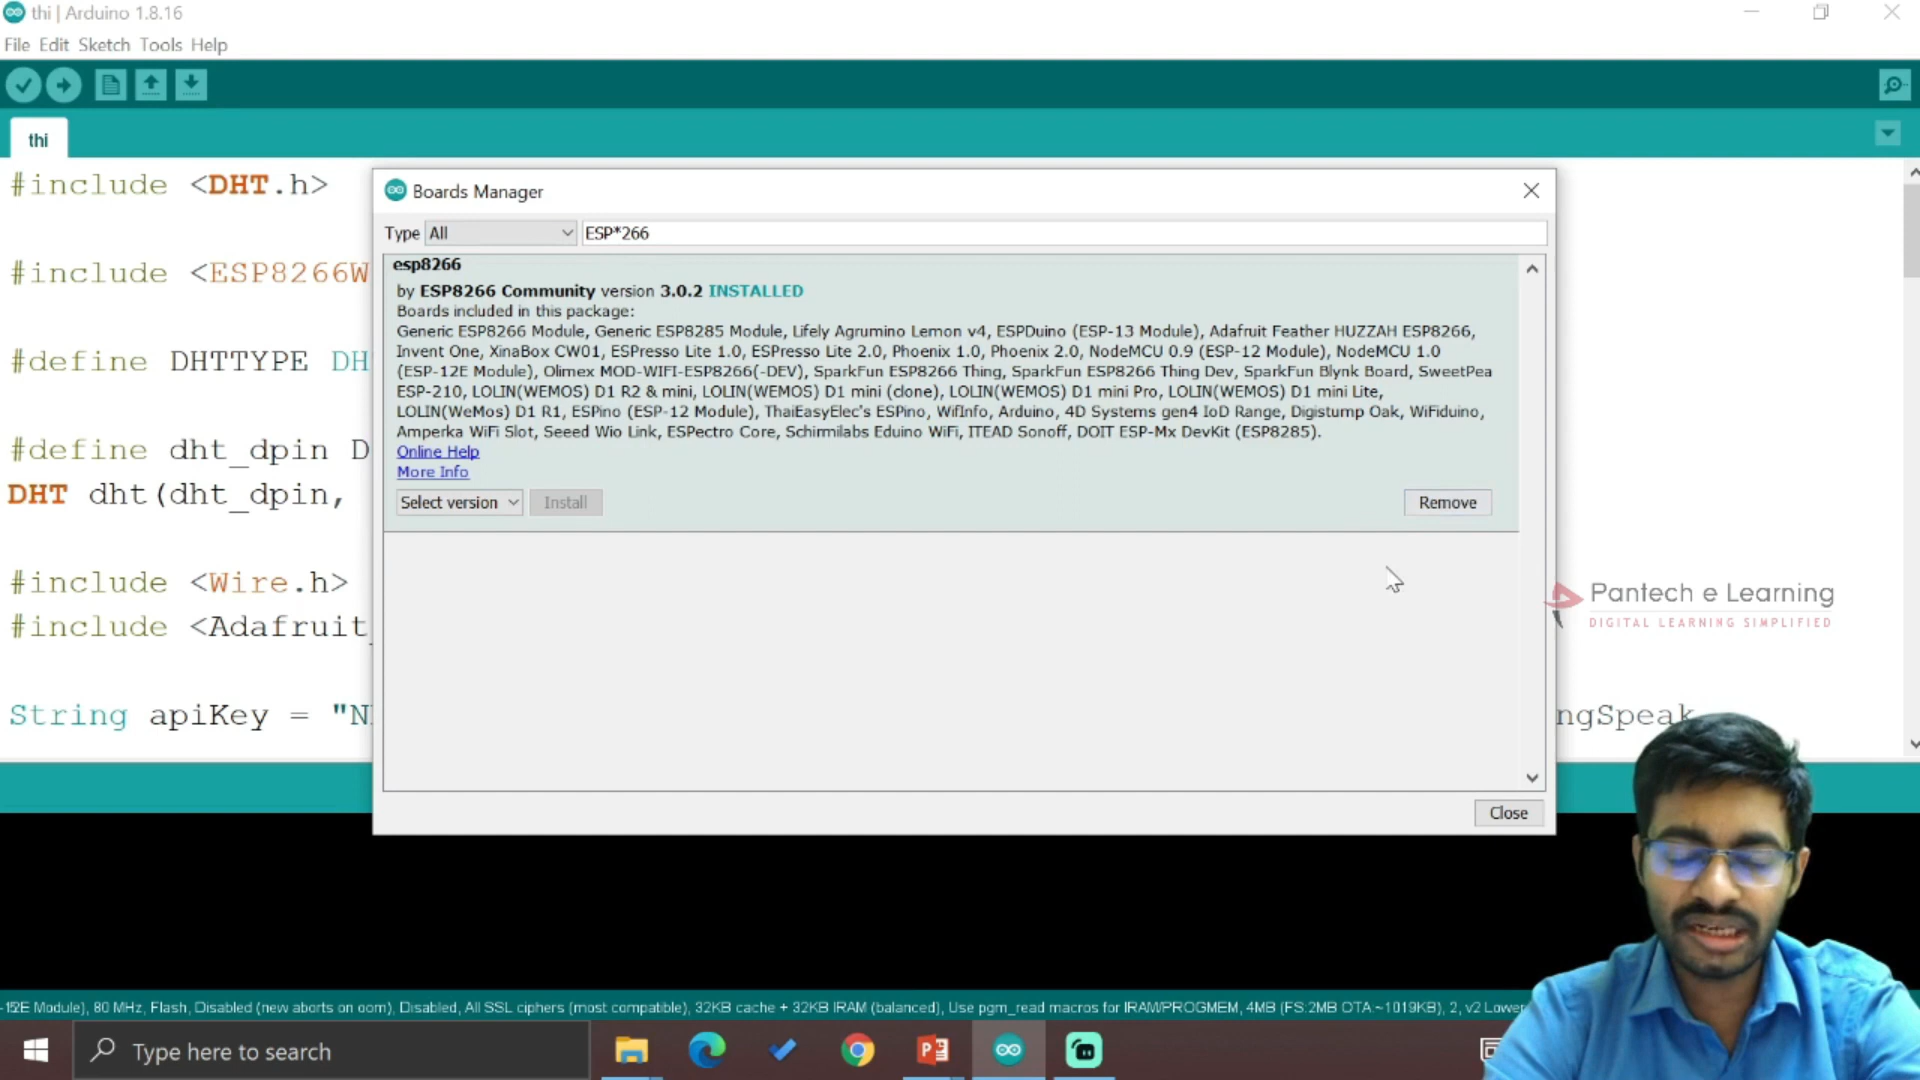 thi | Arduino 1.8.16
File Edit Sketch Tools Help
thi
#include <DHT.h>
#include <ESP8266W
#define DHTTYPE DH
#define dht_dpin D
DHT dht(dht_dpin,
#include <Wire.h>
#include <Adafruit_
String apiKey = "N
ngSpeak
Boards Manager
Type All ESP*266
esp8266
by ESP8266 Community version 3.0.2 INSTALLED
Boards included in this package:
Generic ESP8266 Module, Generic ESP8285 Module, Lifely Agrumino Lemon v4, ESPDuino (ESP-13 Module), Adafruit Feather HUZZAH ESP8266,
Invent One, XinaBox CW01, ESPresso Lite 1.0, ESPresso Lite 2.0, Phoenix 1.0, Phoenix 2.0, NodeMCU 0.9 (ESP-12 Module), NodeMCU 1.0
(ESP-12E Module), Olimex MOD-WIFI-ESP8266(-DEV), SparkFun ESP8266 Thing, SparkFun ESP8266 Thing Dev, SparkFun Blynk Board, SweetPea
ESP-210, LOLIN(WEMOS) D1 R2 & mini, LOLIN(WEMOS) D1 mini (clone), LOLIN(WEMOS) D1 mini Pro, LOLIN(WEMOS) D1 mini Lite,
LOLIN(WeMos) D1 R1, ESPino (ESP-12 Module), ThaiEasyElec's ESPino, WifInfo, Arduino, 4D Systems gen4 IoD Range, Digistump Oak, WiFiduino,
Amperka WiFi Slot, Seeed Wio Link, ESPectro Core, Schirmilabs Eduino WiFi, ITEAD Sonoff, DOIT ESP-Mx DevKit (ESP8285).
Online Help
More Info
Select version Install Remove
Close
Pantech e Learning
DIGITAL LEARNING SIMPLIFIED
E Module), 80 MHz, Flash, Disabled (new aborts on oom), Disabled, All SSL ciphers (most compatible), 32KB cache + 32KB IRAM (balanced), Use pgm_read macros for IRAM/PROGMEM, 4MB (FS:2MB OTA:~1019KB), 2, v2 Lower
Type here to search